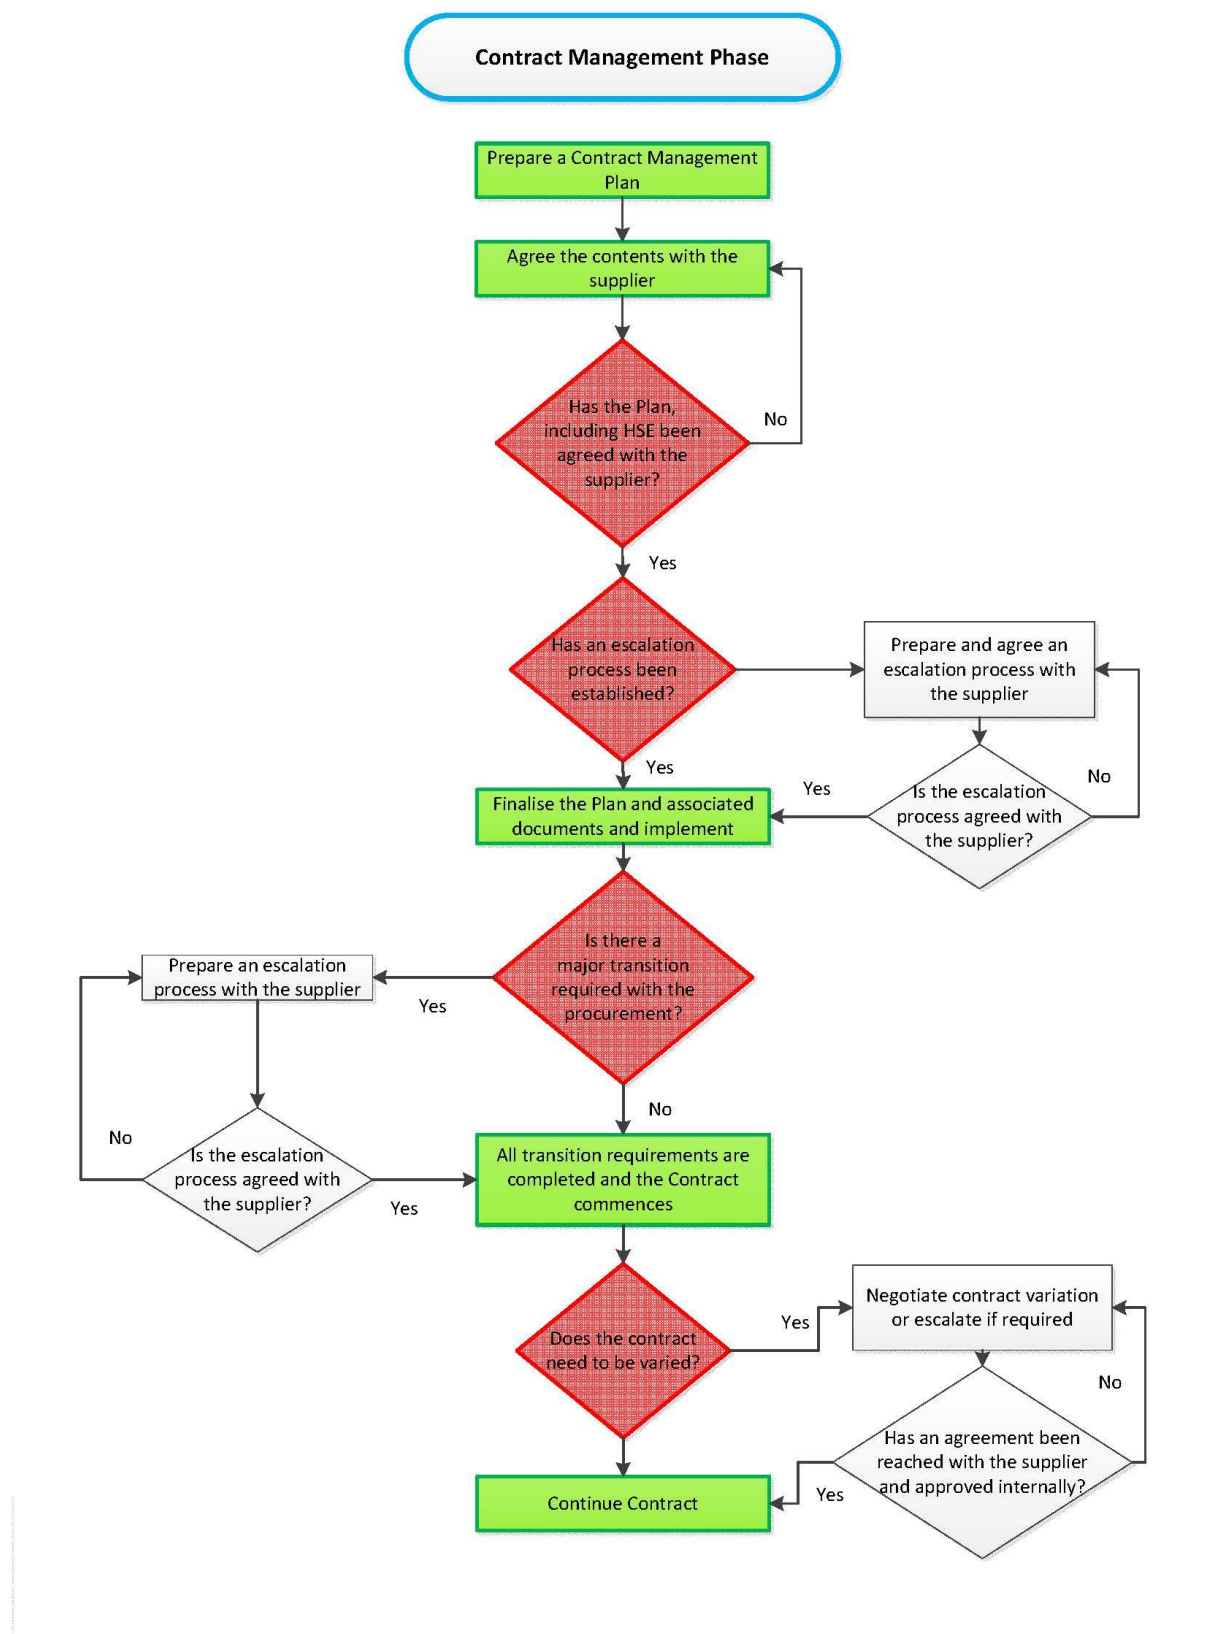 Contract Management Phase
Prepare a Contract Management
Plan
Agree the contents with the
supplier
Has the Plan,
including HSE been
agreed with the
supplier?
No
Yes
Has an escalation
process been
established?
Prepare and agree an
escalation process with
the supplier
Yes
Is the escalation
process agreed with
the supplier?
No
Yes
Finalise the Plan and associated
documents and implement
Is there a
major transition
required with the
procurement?
Yes
Prepare an escalation
process with the supplier
No
Is the escalation
process agreed with
the supplier?
No
Yes
All transition requirements are
completed and the Contract
commences
Does the contract
need to be varied?
Yes
Negotiate contract variation
or escalate if required
No
Has an agreement been
reached with the supplier
and approved internally?
Yes
Continue Contract